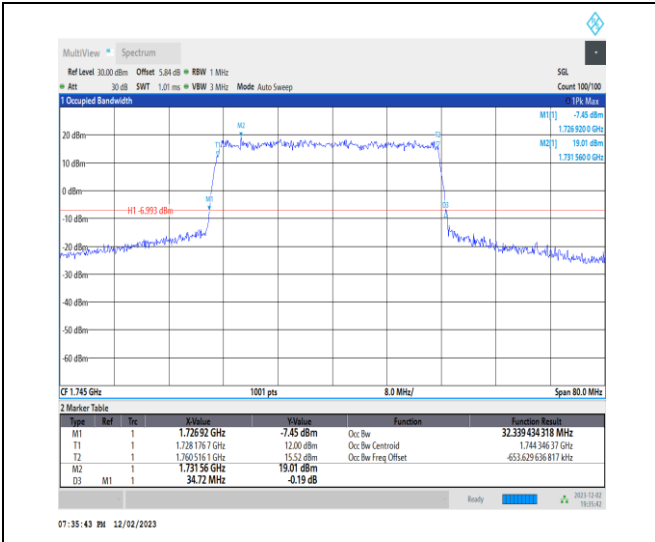 MultiView Spectrum
Ref Level 30.00 dBm Offset 5.84 dB RBW 1 MHz SGL
Att 30 dB SWT 1.01 ms VBW 3 MHz Mode Auto Sweep Count 100/100
1 Occupied Bandwidth 1Pk Max
M1[1] -7.45 dBm
1.726 920 0 GHz
M2[1] 19.01 dBm
1.731 560 0 GHz
M2
20 dBm
T1
T2
10 dBm
0 dBm
M1
D3
H1 -6.993 dBm
-10 dBm
-20 dBm
-30 dBm
-40 dBm
-50 dBm
-60 dBm
CF 1.745 GHz 1001 pts 8.0 MHz/ Span 80.0 MHz
2 Marker Table
Type Ref Trc X-Value Y-Value Function Function Result
M1 1 1.726 92 GHz -7.45 dBm Occ Bw 32.339 434 318 MHz
T1 1 1.728 176 7 GHz 12.00 dBm Occ Bw Centroid 1.744 346 37 GHz
T2 1 1.760 516 1 GHz 15.52 dBm Occ Bw Freq Offset -653.629 636 817 kHz
M2 1 1.731 56 GHz 19.01 dBm
D3 M1 1 34.72 MHz -0.19 dB
Ready 2023-12-02
19:35:42
07:35:43 PM 12/02/2023